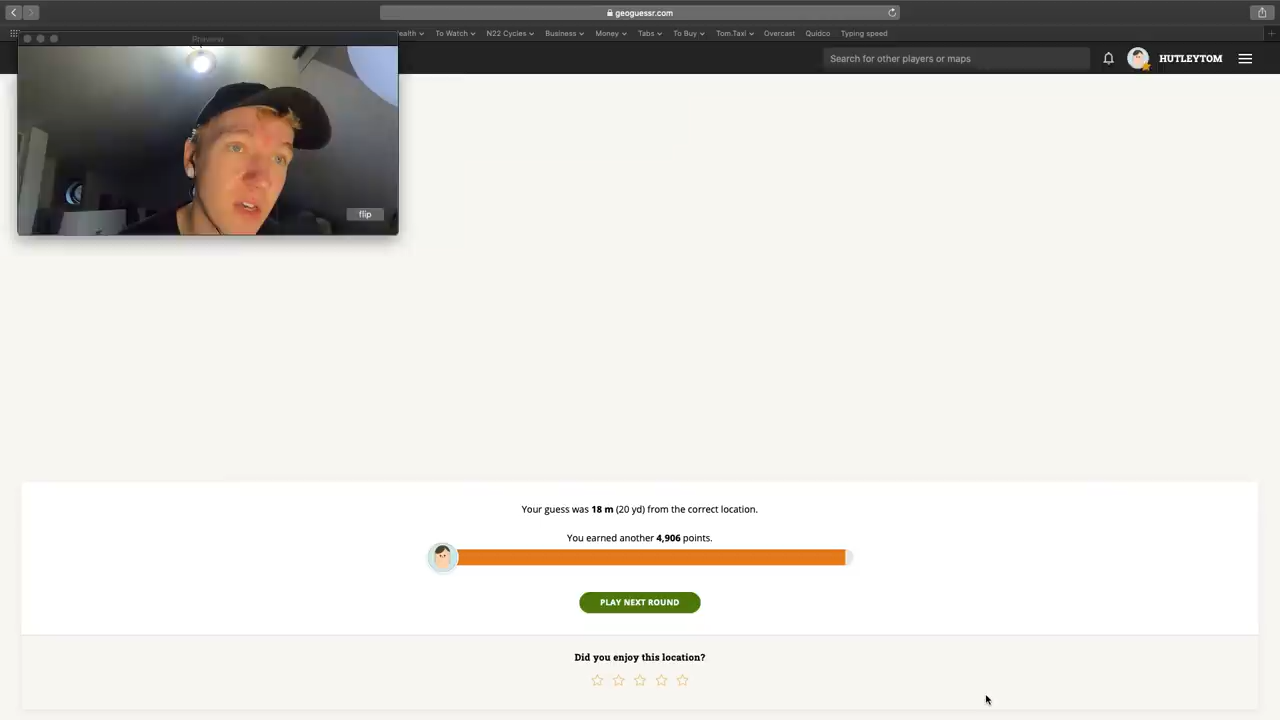 geoguessr.com
ealth To Watch N22 Cycles Business Money Tabs To Buy Tom.Taxi Overcast Quidco Typing speed
Preview
Search for other players or maps
HUTLEYTOM
flip
Your guess was 18 m (20 yd) from the correct location.
You earned another 4,906 points.
PLAY NEXT ROUND
Did you enjoy this location?